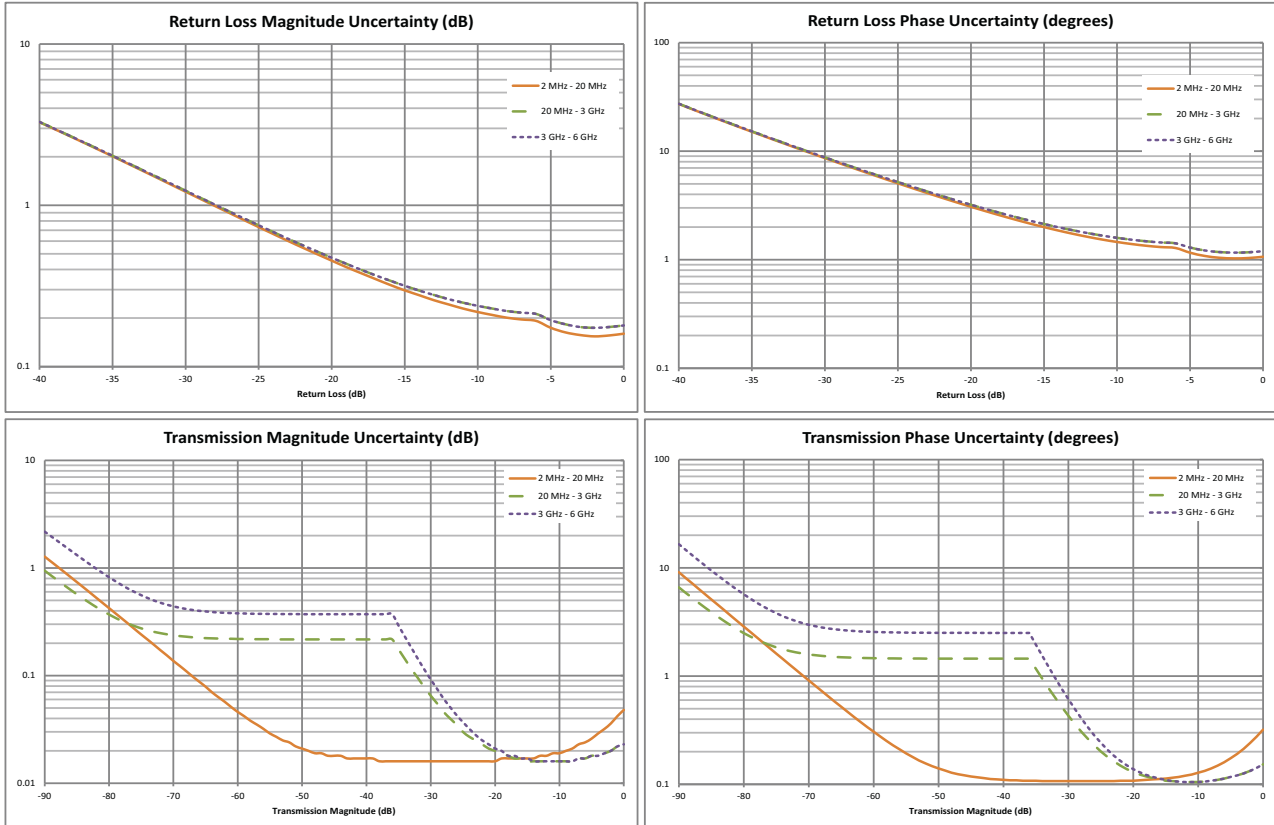 Return Loss Magnitude Uncertainty (dB)
10
1
0.1
2 MHz - 20 MHz
20 MHz - 3 GHz
3 GHz - 6 GHz
-40 -35 -30 -25 -20 -15 -10 -5 0
Return Loss (dB)
Return Loss Phase Uncertainty (degrees)
100
10
1
0.1
2 MHz - 20 MHz
20 MHz - 3 GHz
3 GHz - 6 GHz
-40 -35 -30 -25 -20 -15 -10 -5 0
Return Loss (dB)
Transmission Magnitude Uncertainty (dB)
10
1
0.1
0.01
2 MHz - 20 MHz
20 MHz - 3 GHz
3 GHz - 6 GHz
-90 -80 -70 -60 -50 -40 -30 -20 -10 0
Transmission Magnitude (dB)
Transmission Phase Uncertainty (degrees)
100
10
1
0.1
2 MHz - 20 MHz
20 MHz - 3 GHz
3 GHz - 6 GHz
-90 -80 -70 -60 -50 -40 -30 -20 -10 0
Transmission Magnitude (dB)